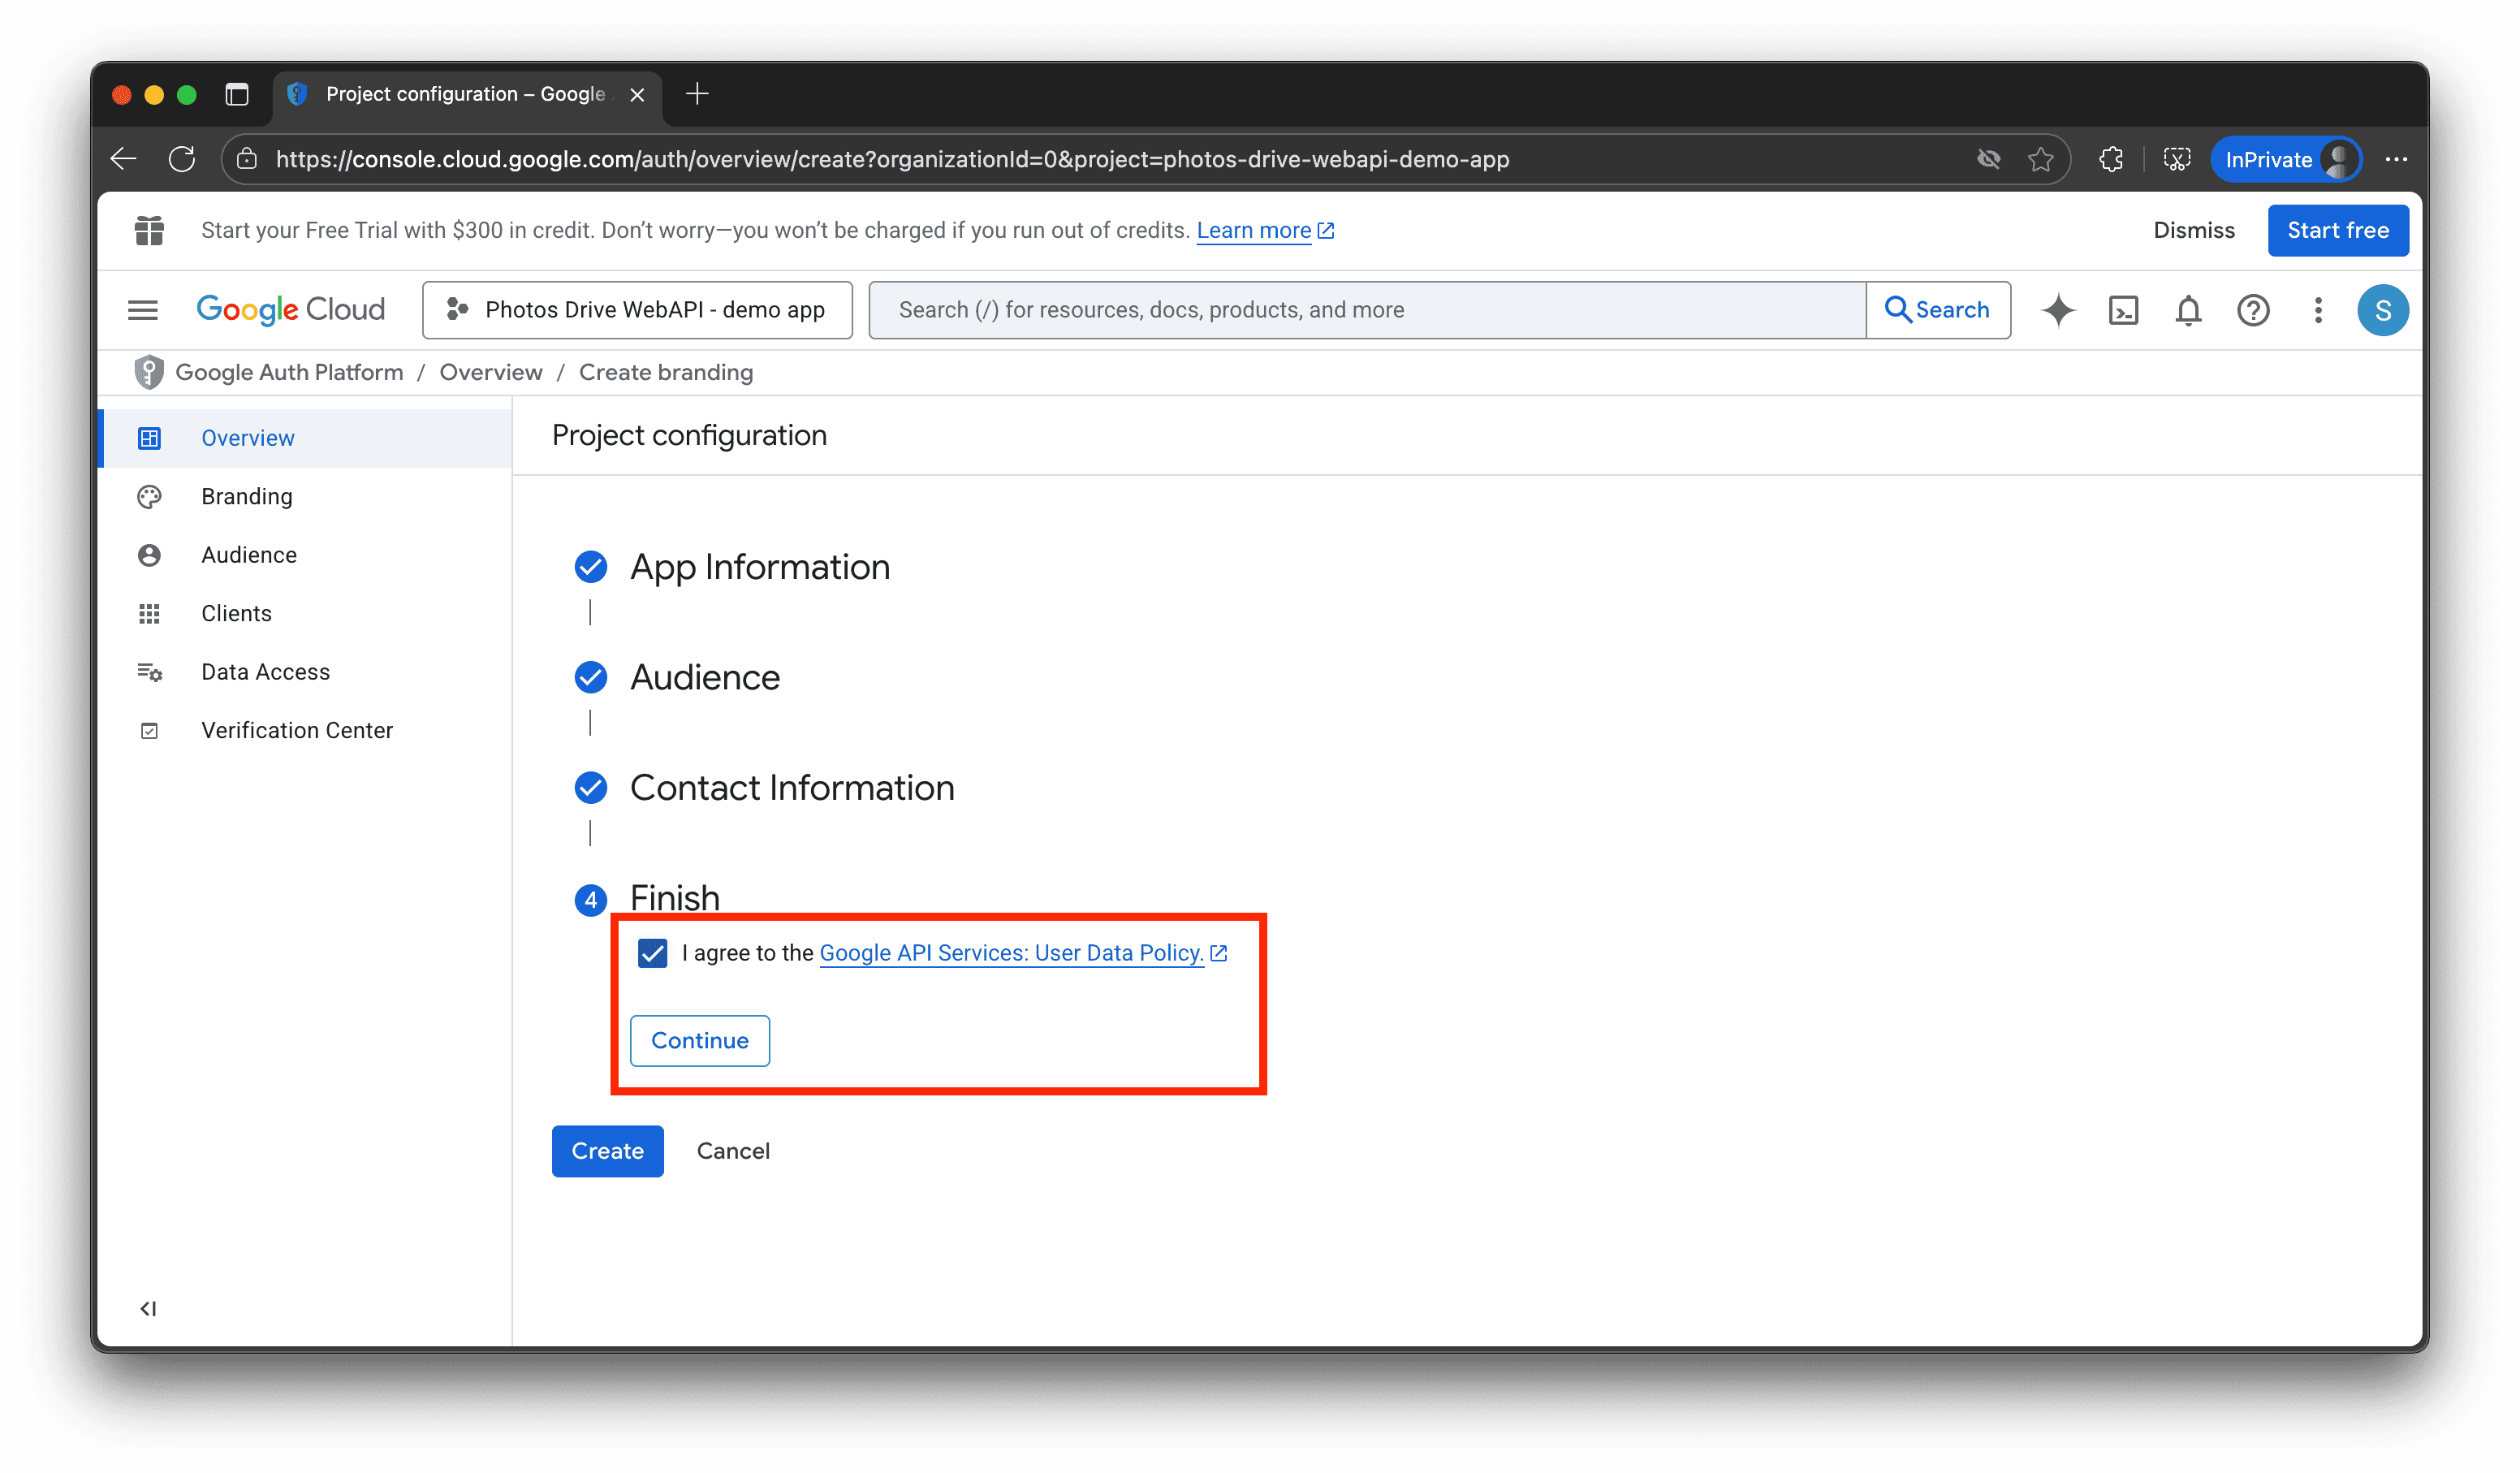 Project configuration – Google
https://console.cloud.google.com/auth/overview/create?organizationId=0&project=photos-drive-webapi-demo-app
InPrivate
Start your Free Trial with $300 in credit. Don’t worry—you won’t be charged if you run out of credits. Learn more
Dismiss
Start free
Google Cloud
Photos Drive WebAPI - demo app
Search (/) for resources, docs, products, and more
Search
S
Google Auth Platform / Overview / Create branding
Overview
Branding
Audience
Clients
Data Access
Verification Center
Project configuration
App Information
Audience
Contact Information
4 Finish
I agree to the Google API Services: User Data Policy.
Continue
Create
Cancel